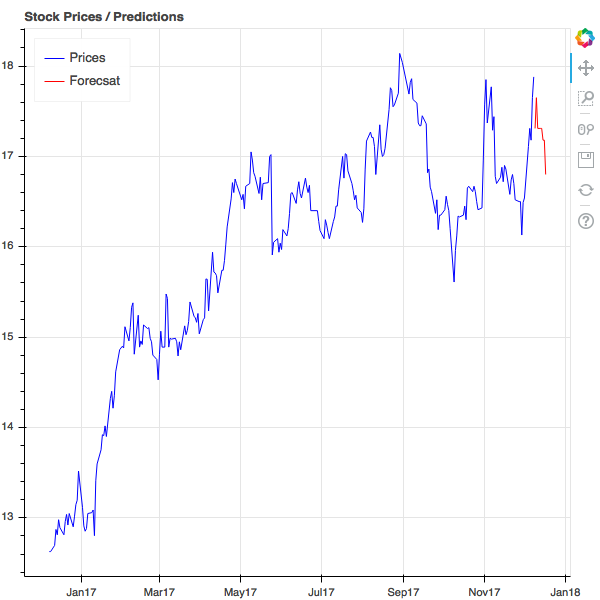 Stock Prices / Predictions
Prices
Forecsat
18
17
16
15
14
13
Jan17
Mar17
May17
Jul17
Sep17
Nov17
Jan18